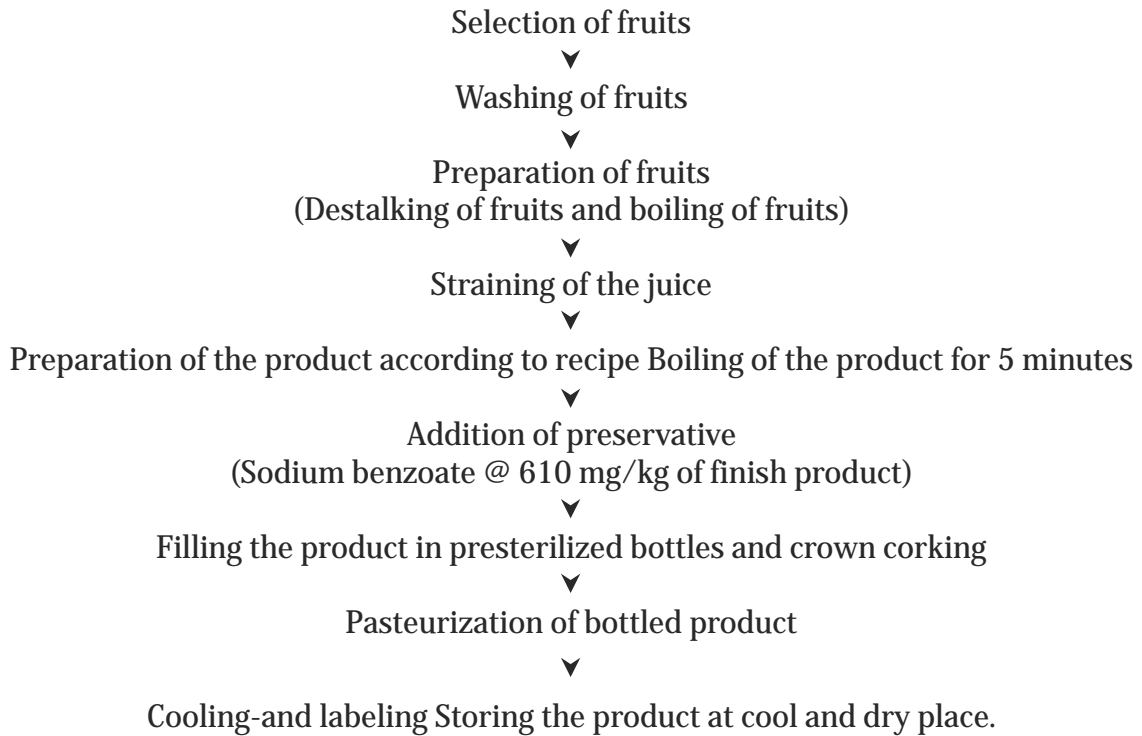 Selection of fruits
Washing of fruits
Preparation of fruits
(Destalking of fruits and boiling of fruits)
Straining of the juice
Preparation of the product according to recipe Boiling of the product for 5 minutes
Addition of preservative
(Sodium benzoate @ 610 mg/kg of finish product)
Filling the product in presterilized bottles and crown corking
Pasteurization of bottled product
Cooling-and labeling Storing the product at cool and dry place.